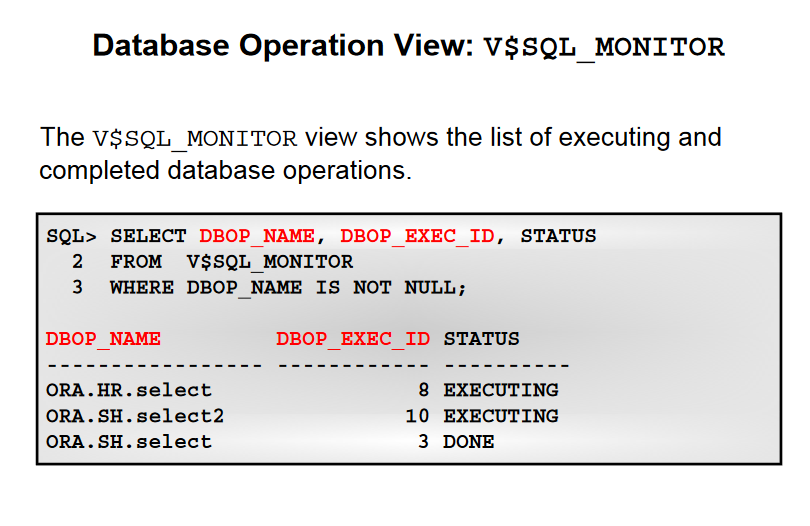 Database Operation View: V$SQL_MONITOR
The V$SQL_MONITOR view shows the list of executing and
completed database operations.
SQL> SELECT DBOP_NAME, DBOP_EXEC_ID, STATUS
2 FROM V$SQL_MONITOR
3 WHERE DBOP_NAME IS NOT NULL;
DBOP_NAME DBOP_EXEC_ID STATUS
----------------- ------------ ----------
ORA.HR.select 8 EXECUTING
ORA.SH.select2 10 EXECUTING
ORA.SH.select 3 DONE